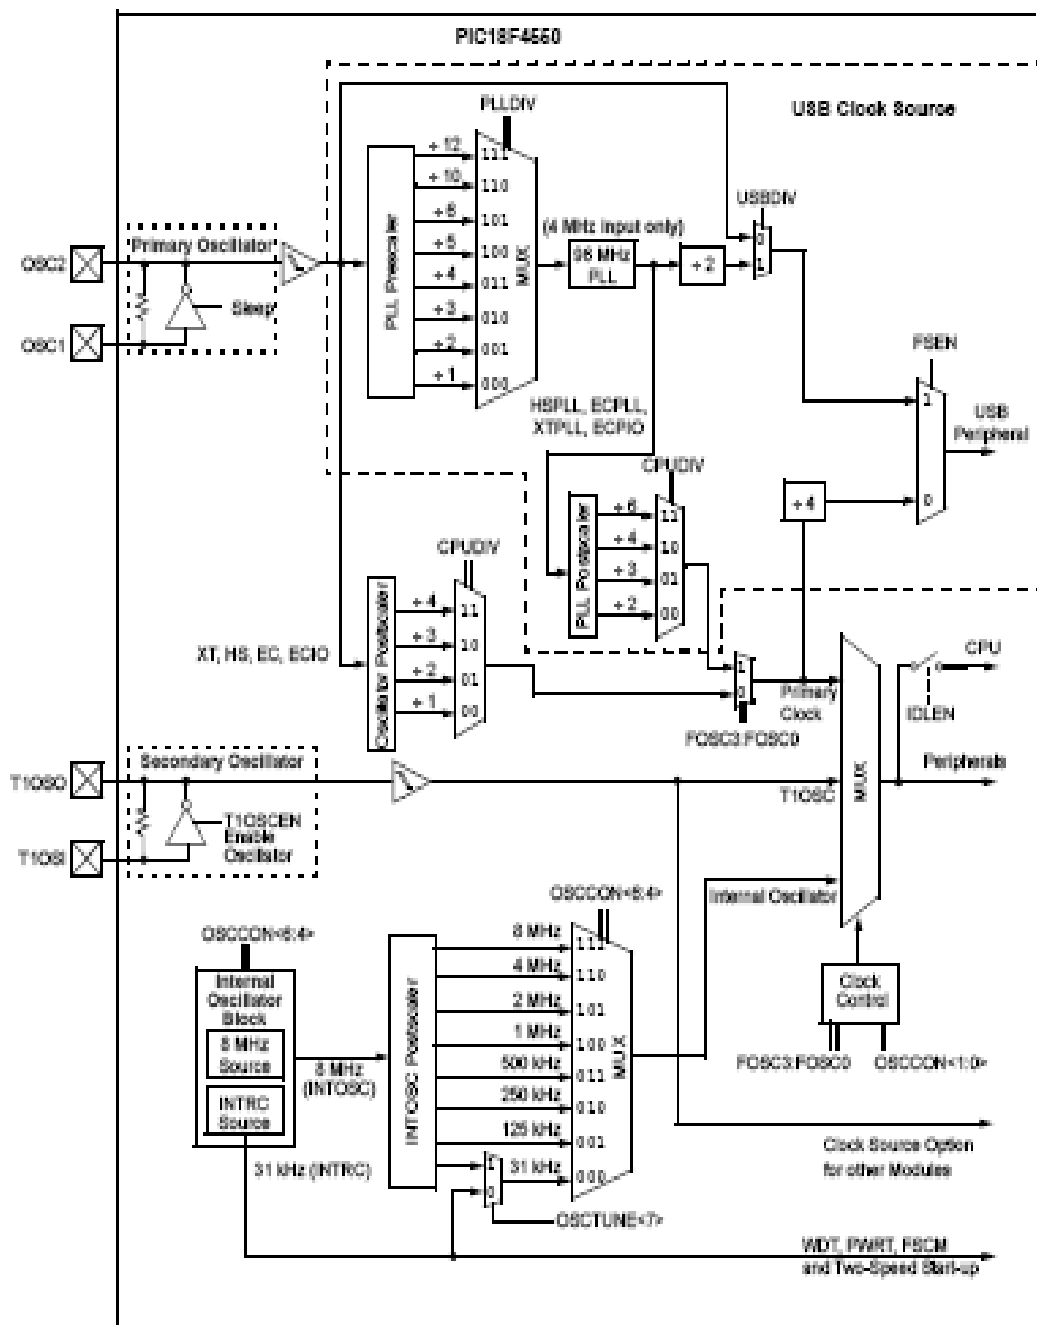 PIC18F4550
USB Clock Source
PLLDIV
÷ 12
111
÷ 10
110
÷ 6
101
÷ 5
100
÷ 4
011
÷ 3
010
÷ 2
001
÷ 1
000
PLL Prescaler
MUX
(4 MHz Input only)
96 MHz
PLL
÷ 2
USBDIV
0
1
OSC2
Primary Oscillator
Sleep
OSC1
FSEN
1
USB
Peripheral
0
÷ 4
HSPLL, ECPLL,
XTPLL, ECPIO
CPUDIV
PLL Postscaler
÷ 6
11
÷ 4
10
÷ 3
01
÷ 2
00
CPUDIV
Oscillator Postscaler
÷ 4
11
÷ 3
10
÷ 2
01
÷ 1
00
XT, HS, EC, ECIO
1
0
FOSC3:FOSC0
Primary
Clock
CPU
IDLEN
Peripherals
MUX
T1OSC
Internal Oscillator
Secondary Oscillator
T1OSO
T1OSCEN
Enable
Oscillator
T1OSI
OSCCON<6:4>
OSCCON<6:4>
Internal
Oscillator
Block
8 MHz
Source
INTRC
Source
8 MHz
(INTOSC)
31 kHz (INTRC)
INTOSC Postscaler
8 MHz
111
4 MHz
110
2 MHz
101
1 MHz
100
500 kHz
011
250 kHz
010
125 kHz
001
1
0
31 kHz
000
MUX
OSCTUNE<7>
Clock
Control
FOSC3:FOSC0
OSCCON<1:0>
Clock Source Option
for other Modules
WDT, PWRT, FSCM
and Two-Speed Start-up